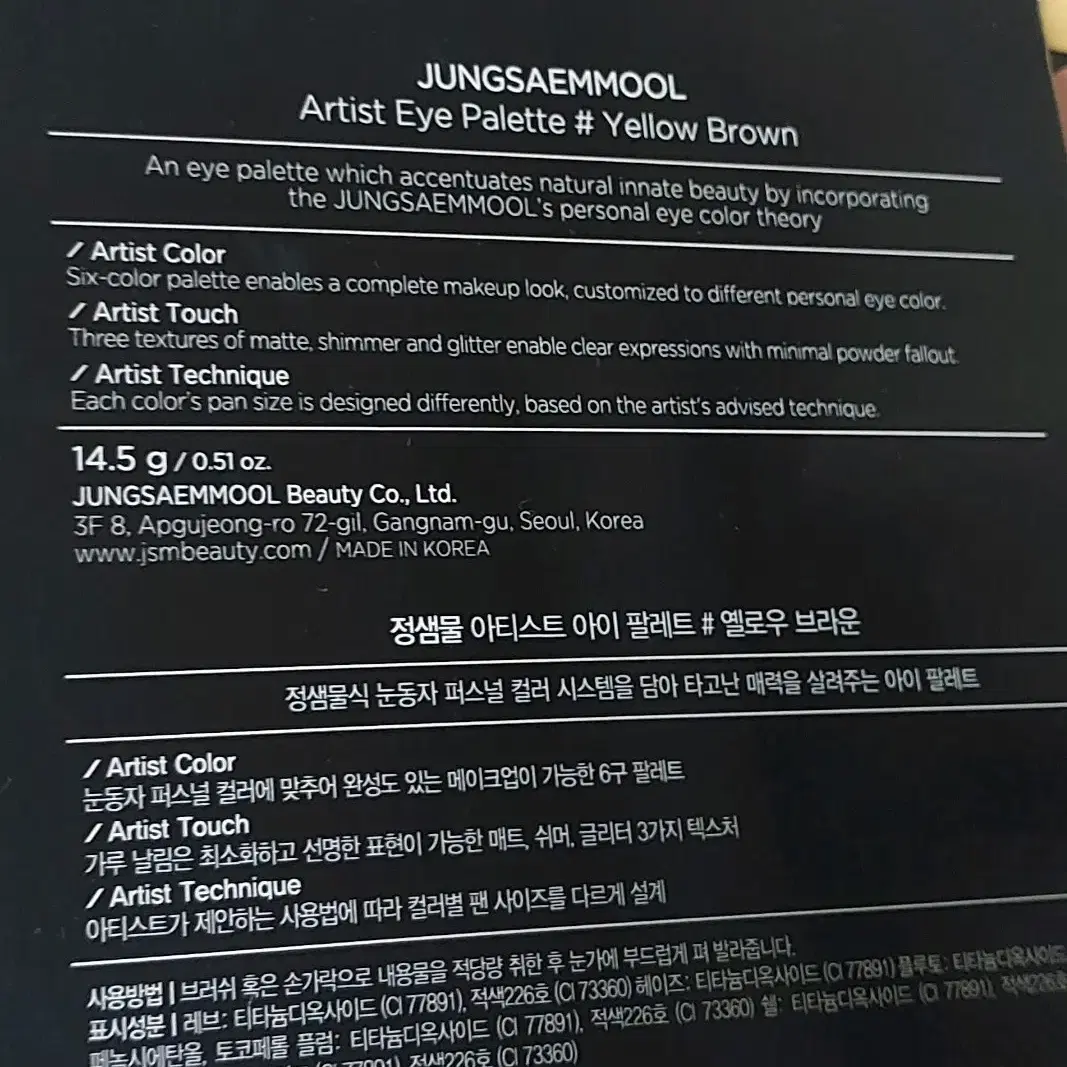 JUNGSAEMMOOL
Artist Eye Palette # Yellow Brown
An eye palette which accentuates natural innate beauty by incorporating
the JUNGSAEMMOOL's personal eye color theory
/ Artist Color
Six-color palette enables a complete makeup look, customized to different personal eye color.
/ Artist Touch
Three textures of matte, shimmer and glitter enable clear expressions with minimal powder fallout.
/ Artist Technique
Each color's pan size is designed differently, based on the artist's advised technique.
14.5 g / 0.51 oz.
JUNGSAEMMOOL Beauty Co., Ltd.
3F 8, Apgujeong-ro 72-gil, Gangnam-gu, Seoul, Korea
www.jsmbeauty.com / MADE IN KOREA
정샘물 아티스트 아이 팔레트 # 옐로우 브라운
정샘물식 눈동자 퍼스널 컬러 시스템을 담아 타고난 매력을 살려주는 아이 팔레트
/ Artist Color
눈동자 퍼스널 컬러에 맞추어 완성도 있는 메이크업이 가능한 6구 팔레트
/ Artist Touch
가루 날림은 최소화하고 선명한 표현이 가능한 매트, 쉬머, 글리터 3가지 텍스처
/ Artist Technique
아티스트가 제안하는 사용법에 따라 컬러별 팬 사이즈를 다르게 설계
사용방법 | 브러쉬 혹은 손가락으로 내용물을 적당량 취한 후 눈가에 부드럽게 펴 발라줍니다.
표시성분 | 레브: 티타늄디옥사이드 (CI 77891), 적색226호 (CI 73360) 헤이즈: 티타늄디옥사이드 (CI 77891) 플루토: 티타늄디옥사이드
페녹시에탄올, 토코페롤 플럼: 티타늄디옥사이드 (CI 77891), 적색226호 (CI 73360) 쉘: 티타늄디옥사이드 (CI 77891), 적색226호
적색226호 (CI 73360)